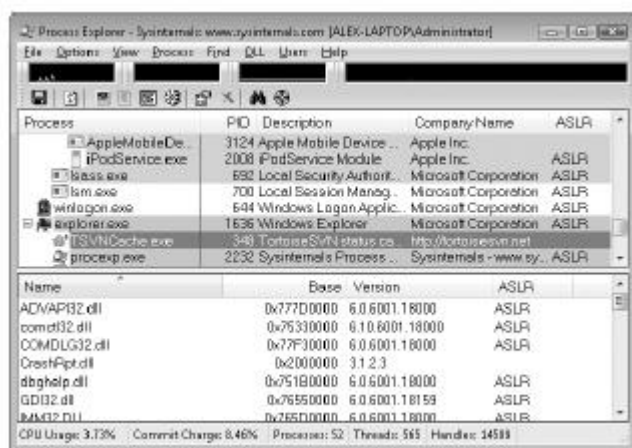 Process Explorer - Sysinternals: www.sysinternals.com [ALEX-LAPTOP\Administrator]
File Options View Process Find DLL Users Help
Process PID Description Company Name ASLR
AppleMobileDe... 3124 Apple Mobile Device ... Apple Inc.
iPodService.exe 2008 iPodService Module Apple Inc. ASLR
lsass.exe 692 Local Security Authorit... Microsoft Corporation ASLR
lsm.exe 700 Local Session Manag... Microsoft Corporation ASLR
winlogon.exe 644 Windows Logon Applic... Microsoft Corporation ASLR
explorer.exe 1636 Windows Explorer Microsoft Corporation ASLR
TSVNCache.exe 348 TortoiseSVN status ca... http://tortoisesvn.net
procexp.exe 2232 Sysinternals Process ... Sysinternals - www.sy... ASLR
Name Base Version ASLR
ADVAPI32.dll 0x777D0000 6.0.6001.18000 ASLR
comctl32.dll 0x75330000 6.10.6001.18000 ASLR
COMDLG32.dll 0x77F30000 6.0.6001.18000 ASLR
CrashRpt.dll 0x2000000 3.1.2.3
dbghelp.dll 0x751B0000 6.0.6001.18000 ASLR
GDI32.dll 0x76550000 6.0.6001.18159 ASLR
IMM32.DLL 0x765D0000 6.0.6001.18000 ASLR
CPU Usage: 3.73% Commit Charge: 8.46% Processes: 52 Threads: 565 Handles: 14588